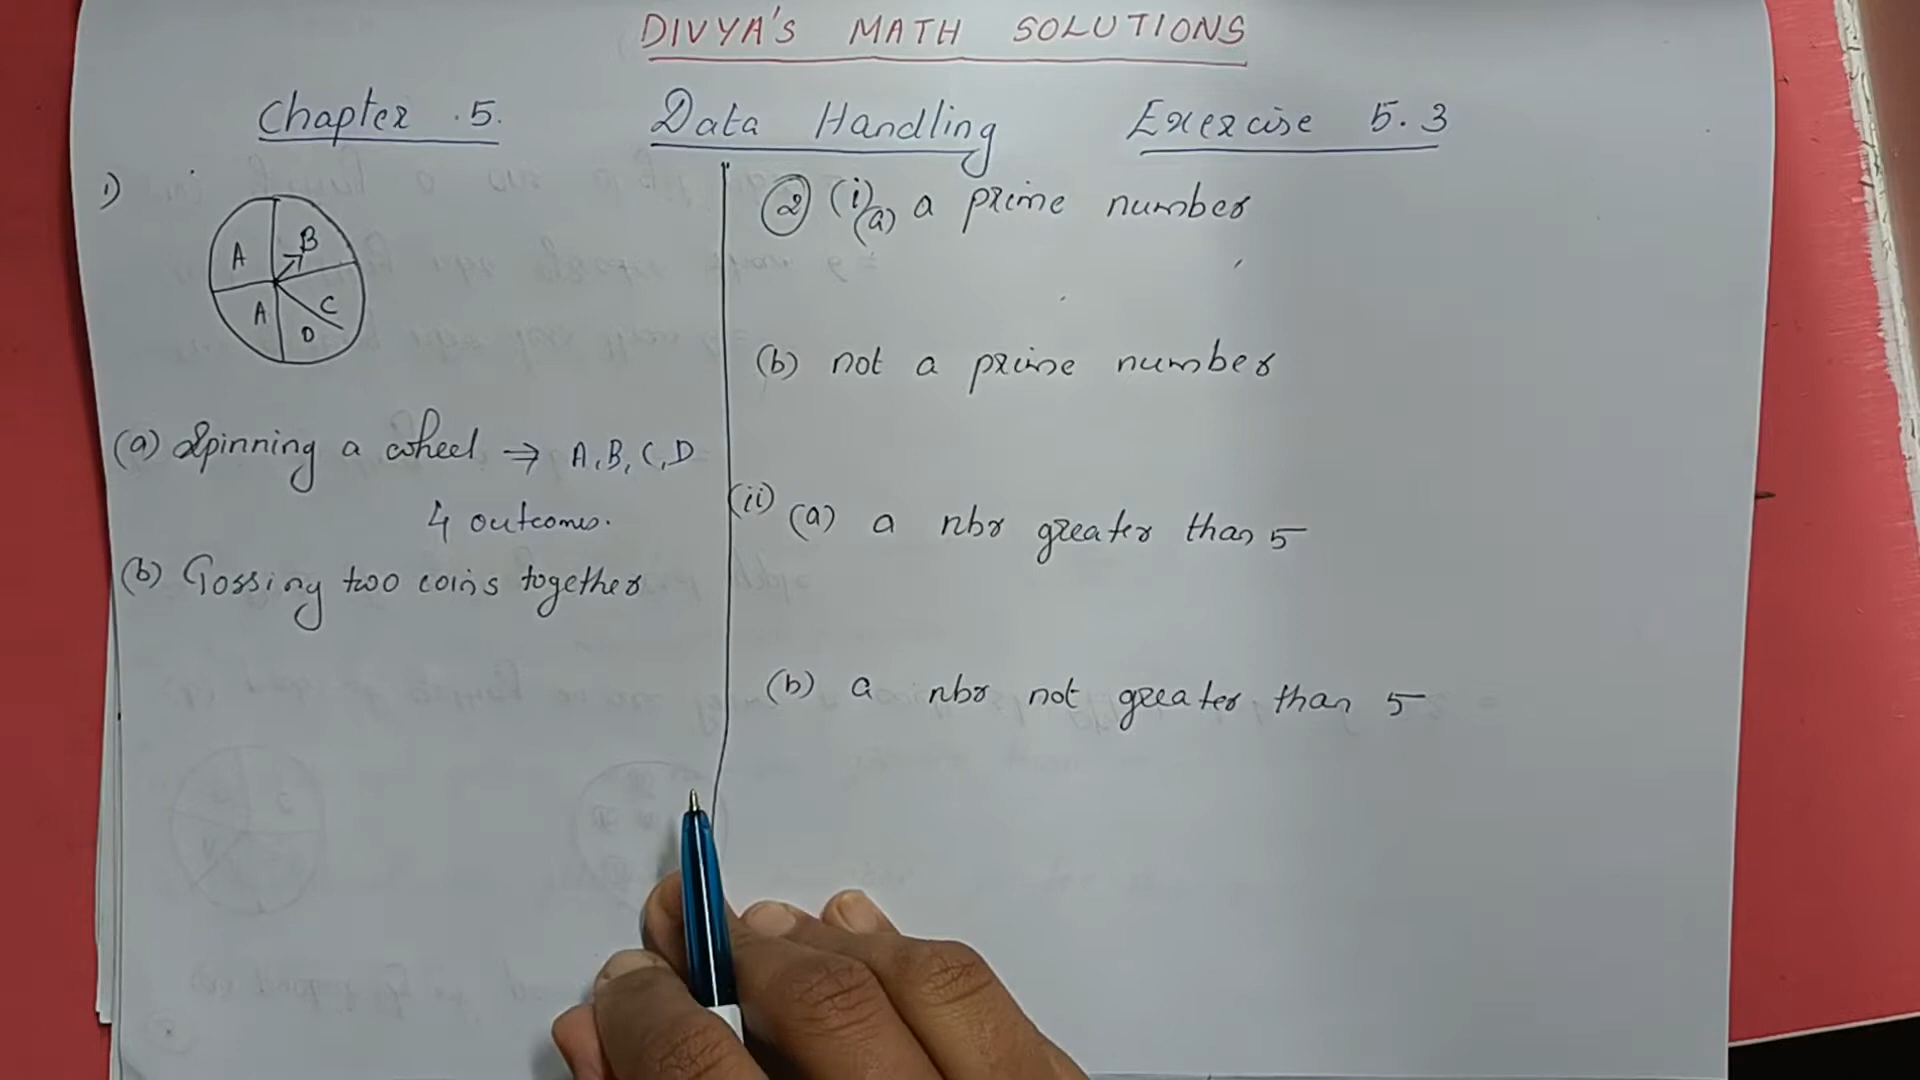 DIVYA'S MATH SOLUTIONS
Chapter .5. Data Handling Exercise 5.3
1)
A B
A C
D
(a) Spinning a wheel → A, B, C, D
4 outcomes.
(b) Tossing two coins together
(2) (i) (a) a prime number
(b) not a prime number
(ii) (a) a nbr greater than 5
(b) a nbr not greater than 5